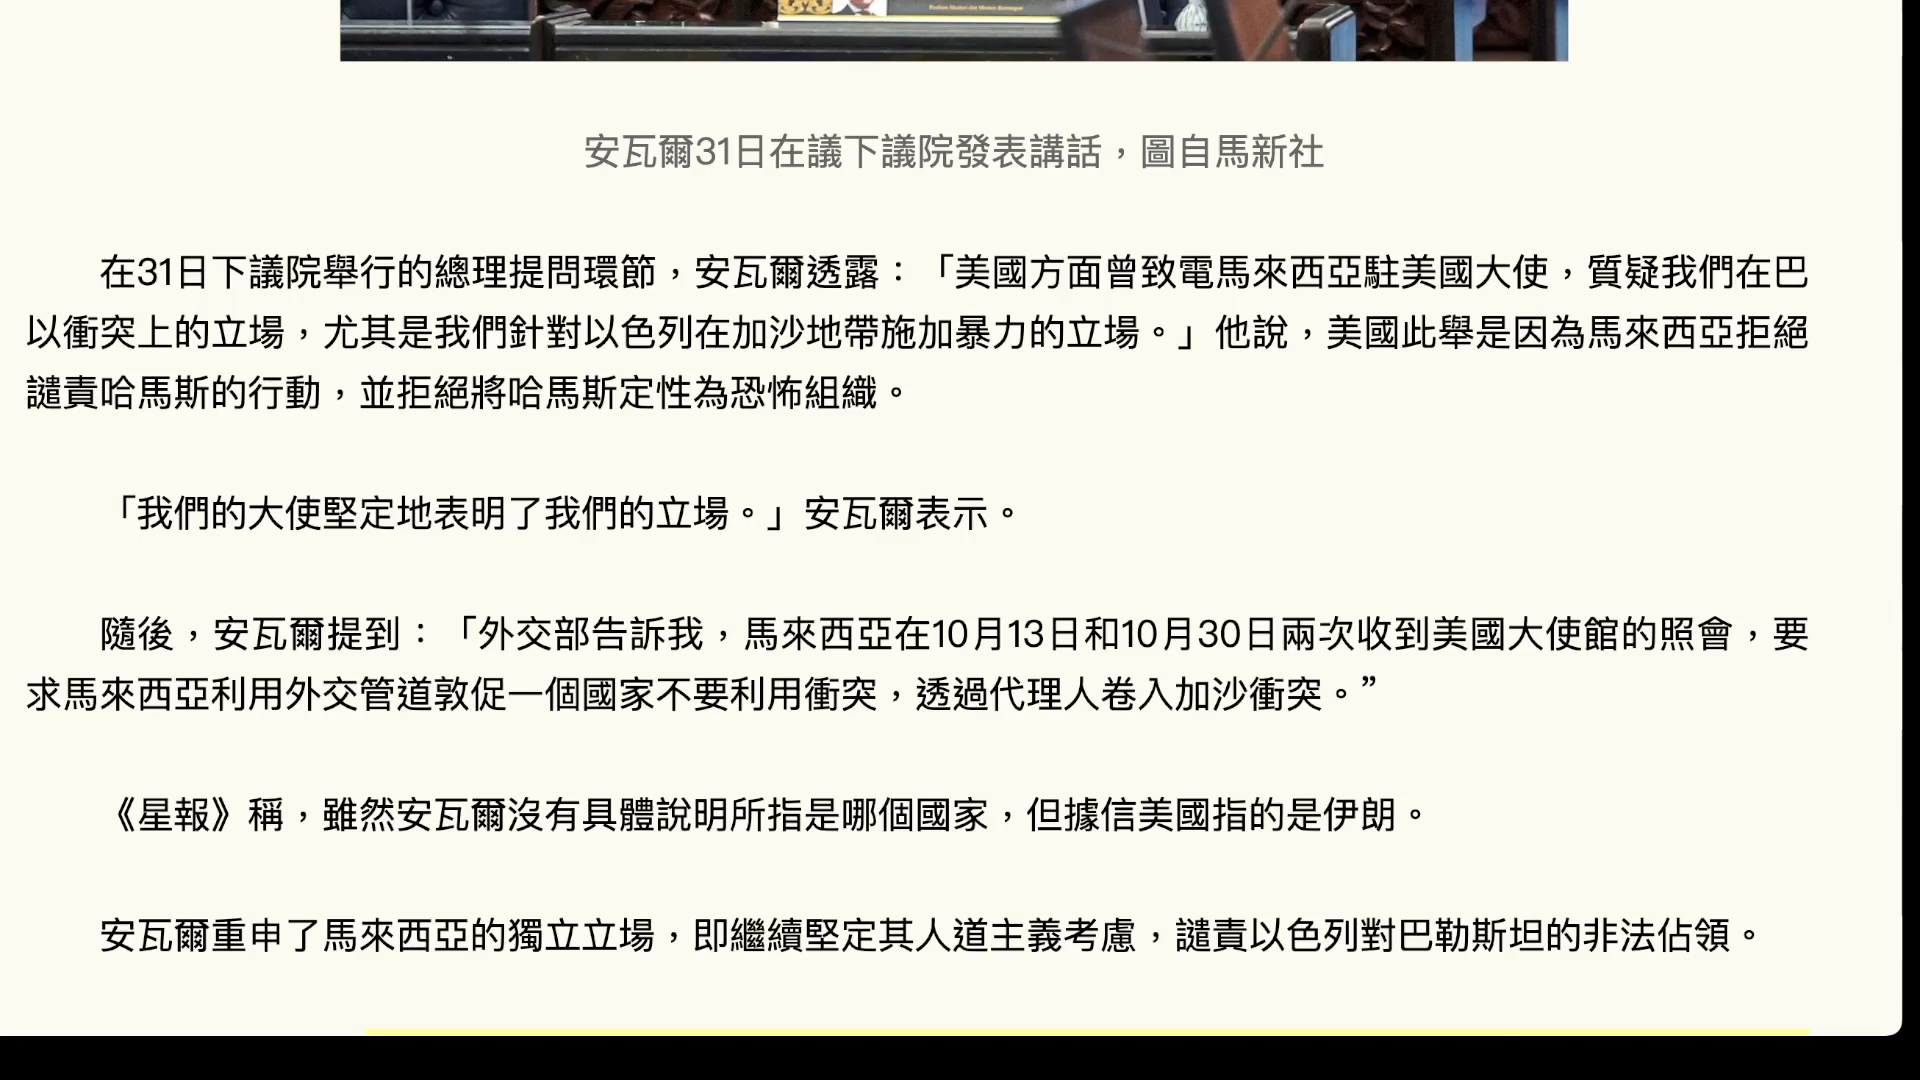 安瓦爾31日在議下議院發表講話，圖自馬新社
在31日下議院舉行的總理提問環節，安瓦爾透露：「美國方面曾致電馬來西亞駐美國大使，質疑我們在巴
以衝突上的立場，尤其是我們針對以色列在加沙地帶施加暴力的立場。」他說，美國此舉是因為馬來西亞拒絕
譴責哈馬斯的行動，並拒絕將哈馬斯定性為恐怖組織。
「我們的大使堅定地表明了我們的立場。」安瓦爾表示。
隨後，安瓦爾提到：「外交部告訴我，馬來西亞在10月13日和10月30日兩次收到美國大使館的照會，要
求馬來西亞利用外交管道敦促一個國家不要利用衝突，透過代理人卷入加沙衝突。”
《星報》稱，雖然安瓦爾沒有具體說明所指是哪個國家，但據信美國指的是伊朗。
安瓦爾重申了馬來西亞的獨立立場，即繼續堅定其人道主義考慮，譴責以色列對巴勒斯坦的非法佔領。